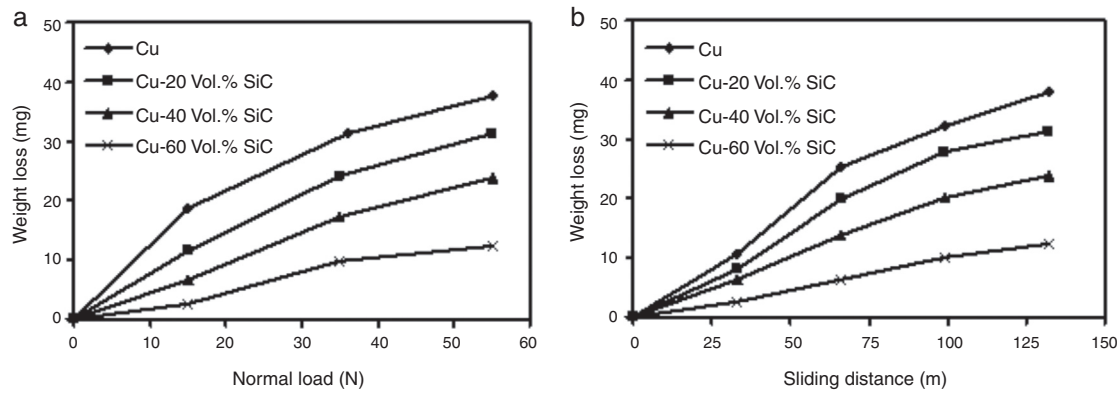 a
50
40
30
20
10
0
Weight loss (mg)
Cu
Cu-20 Vol.% SiC
Cu-40 Vol.% SiC
Cu-60 Vol.% SiC
0 10 20 30 40 50 60
Normal load (N)
b
50
40
30
20
10
0
Weight loss (mg)
Cu
Cu-20 Vol.% SiC
Cu-40 Vol.% SiC
Cu-60 Vol.% SiC
0 25 50 75 100 125 150
Sliding distance (m)